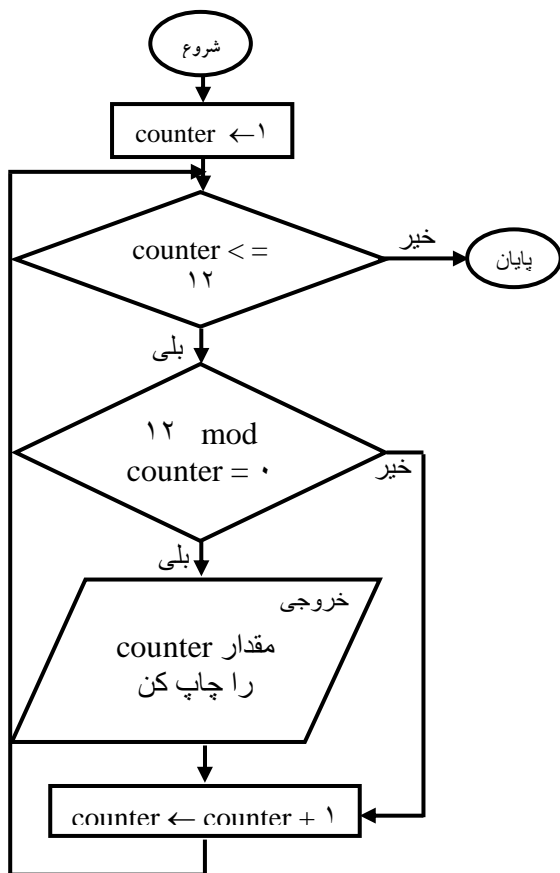 شروع
counter ←۱
counter < =
۱۲
خیر
پایان
بلی
۱۲ mod
counter = ۰
خیر
بلی
خروجی
مقدار counter
را چاپ کن
counter ← counter + ۱